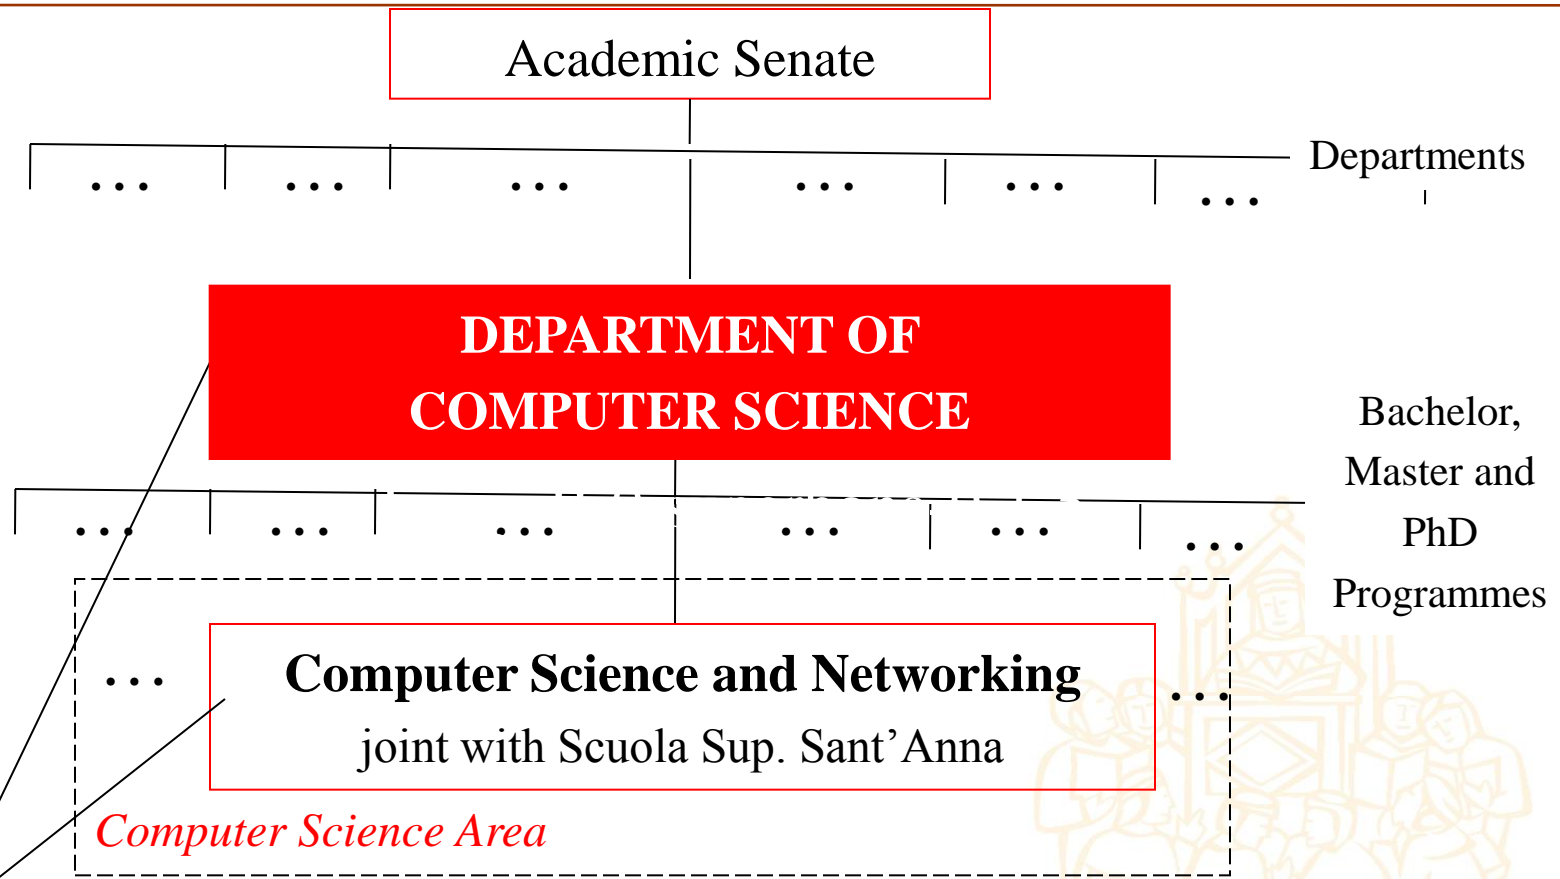 Academic Senate
Departments
... ... ... ... ... ...
DEPARTMENT OF
COMPUTER SCIENCE
Bachelor,
Master and
PhD
Programmes
... ... ... ... ... ...
... Computer Science and Networking ...
joint with Scuola Sup. Sant’Anna
Computer Science Area